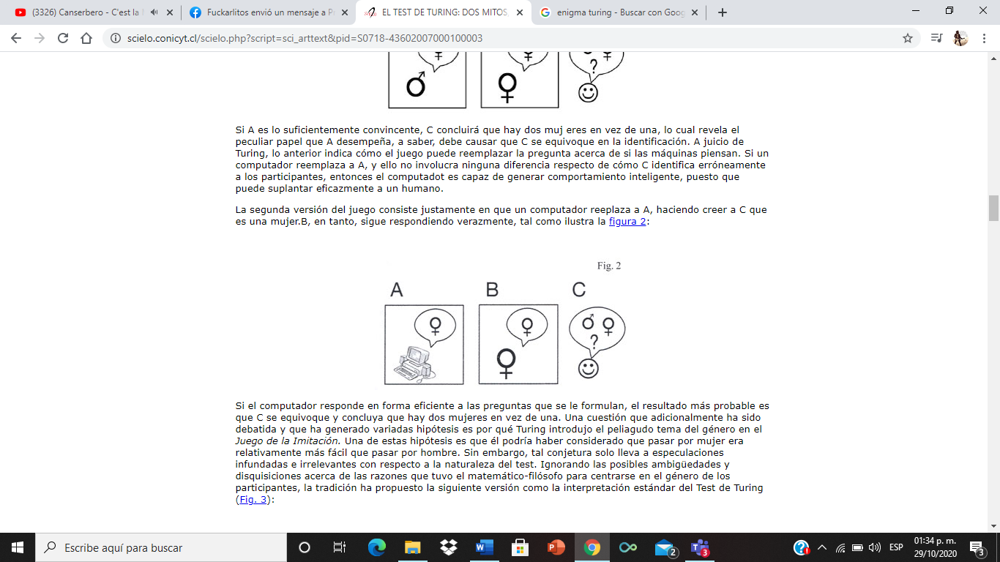 (3326) Canserbero - C'est la
Fuckarlitos envió un mensaje a P
EL TEST DE TURING: DOS MITOS,
enigma turing - Buscar con Goog
scielo.conicyt.cl/scielo.php?script=sci_arttext&pid=S0718-43602007000100003
?
Si A es lo suficientemente convincente, C concluirá que hay dos muj eres en vez de una, lo cual revela el
peculiar papel que A desempeña, a saber, debe causar que C se equivoque en la identificación. A juicio de
Turing, lo anterior indica cómo el juego puede reemplazar la pregunta acerca de si las máquinas piensan. Si un
computador reemplaza a A, y ello no involucra ninguna diferencia respecto de cómo C identifica erróneamente
a los participantes, entonces el computadot es capaz de generar comportamiento inteligente, puesto que
puede suplantar eficazmente a un humano.
La segunda versión del juego consiste justamente en que un computador reeplaza a A, haciendo creer a C que
es una mujer.B, en tanto, sigue respondiendo verazmente, tal como ilustra la figura 2:
Fig. 2
A B C
?
Si el computador responde en forma eficiente a las preguntas que se le formulan, el resultado más probable es
que C se equivoque y concluya que hay dos mujeres en vez de una. Una cuestión que adicionalmente ha sido
debatida y que ha generado variadas hipótesis es por qué Turing introdujo el peliagudo tema del género en el
Juego de la Imitación. Una de estas hipótesis es que él podría haber considerado que pasar por mujer era
relativamente más fácil que pasar por hombre. Sin embargo, tal conjetura solo lleva a especulaciones
infundadas e irrelevantes con respecto a la naturaleza del test. Ignorando las posibles ambigüedades y
disquisiciones acerca de las razones que tuvo el matemático-filósofo para centrarse en el género de los
participantes, la tradición ha propuesto la siguiente versión como la interpretación estándar del Test de Turing
(Fig. 3):
Escribe aquí para buscar
2
3
ESP
01:34 p. m.
29/10/2020
3